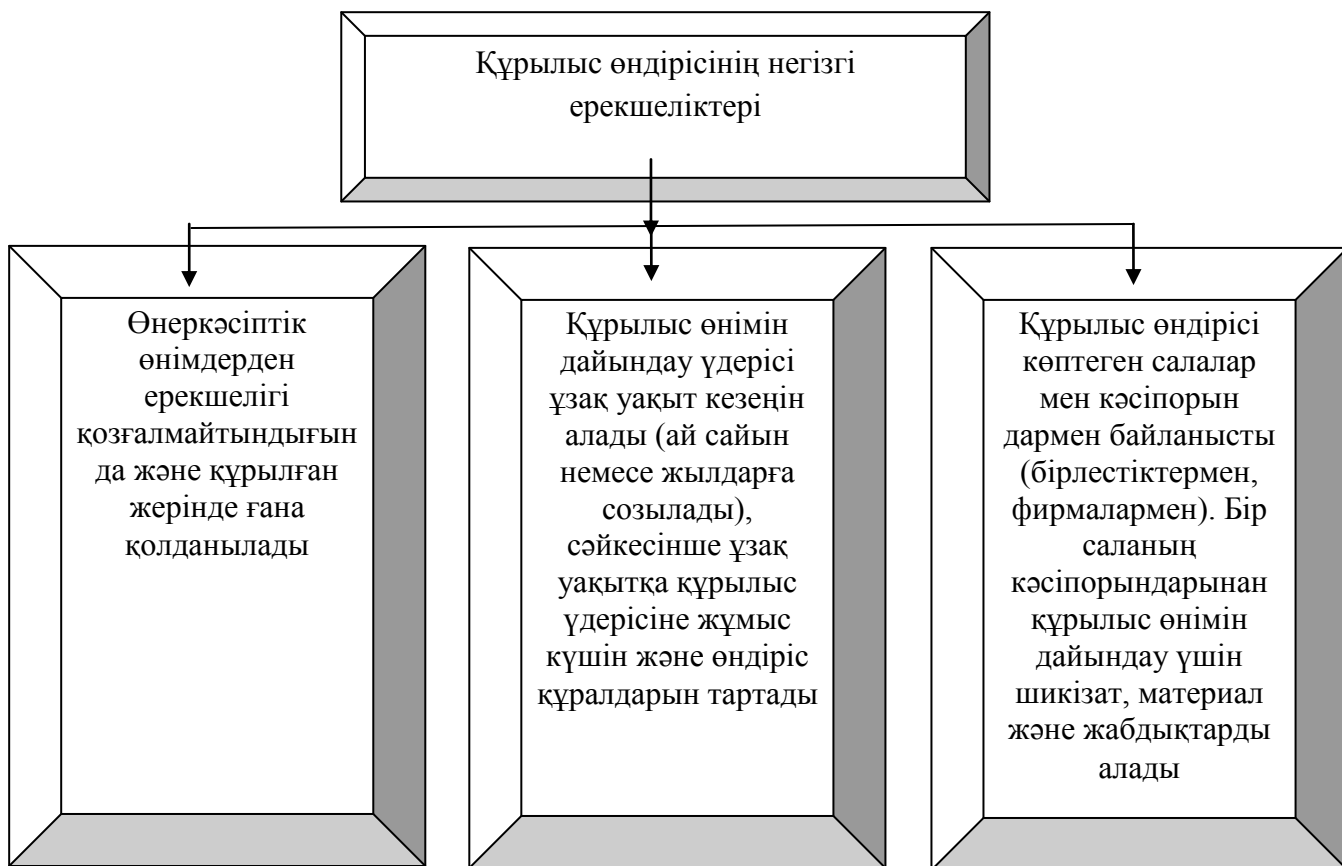 Құрылыс өндірісінің негізгі
ерекшеліктері
Өнеркәсіптік
өнімдерден
ерекшелігі
қозғалмайтындығын
да және құрылған
жерінде ғана
қолданылады
Құрылыс өнімін
дайындау үдерісі
ұзақ уақыт кезеңін
алады (ай сайын
немесе жылдарға
созылады),
сәйкесінше ұзақ
уақытқа құрылыс
үдерісіне жұмыс
күшін және өндіріс
құралдарын тартады
Құрылыс өндірісі
көптеген салалар
мен кәсіпорын
дармен байланысты
(бірлестіктермен,
фирмалармен). Бір
саланың
кәсіпорындарынан
құрылыс өнімін
дайындау үшін
шикізат, материал
және жабдықтарды
алады